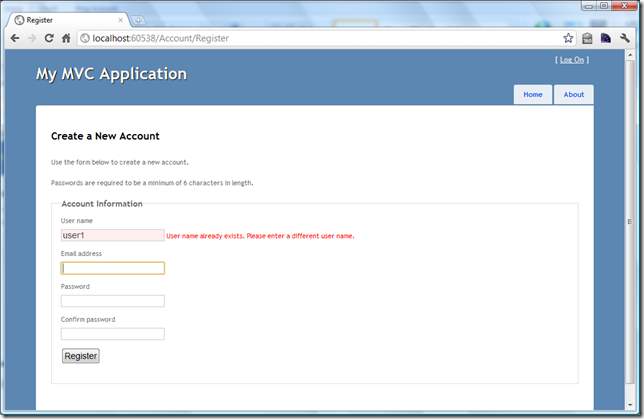 Register
localhost:60538/Account/Register
[ Log On ]
My MVC Application
Home
About
Create a New Account
Use the form below to create a new account.
Passwords are required to be a minimum of 6 characters in length.
Account Information
User name
user1 User name already exists. Please enter a different user name.
Email address
Password
Confirm password
Register